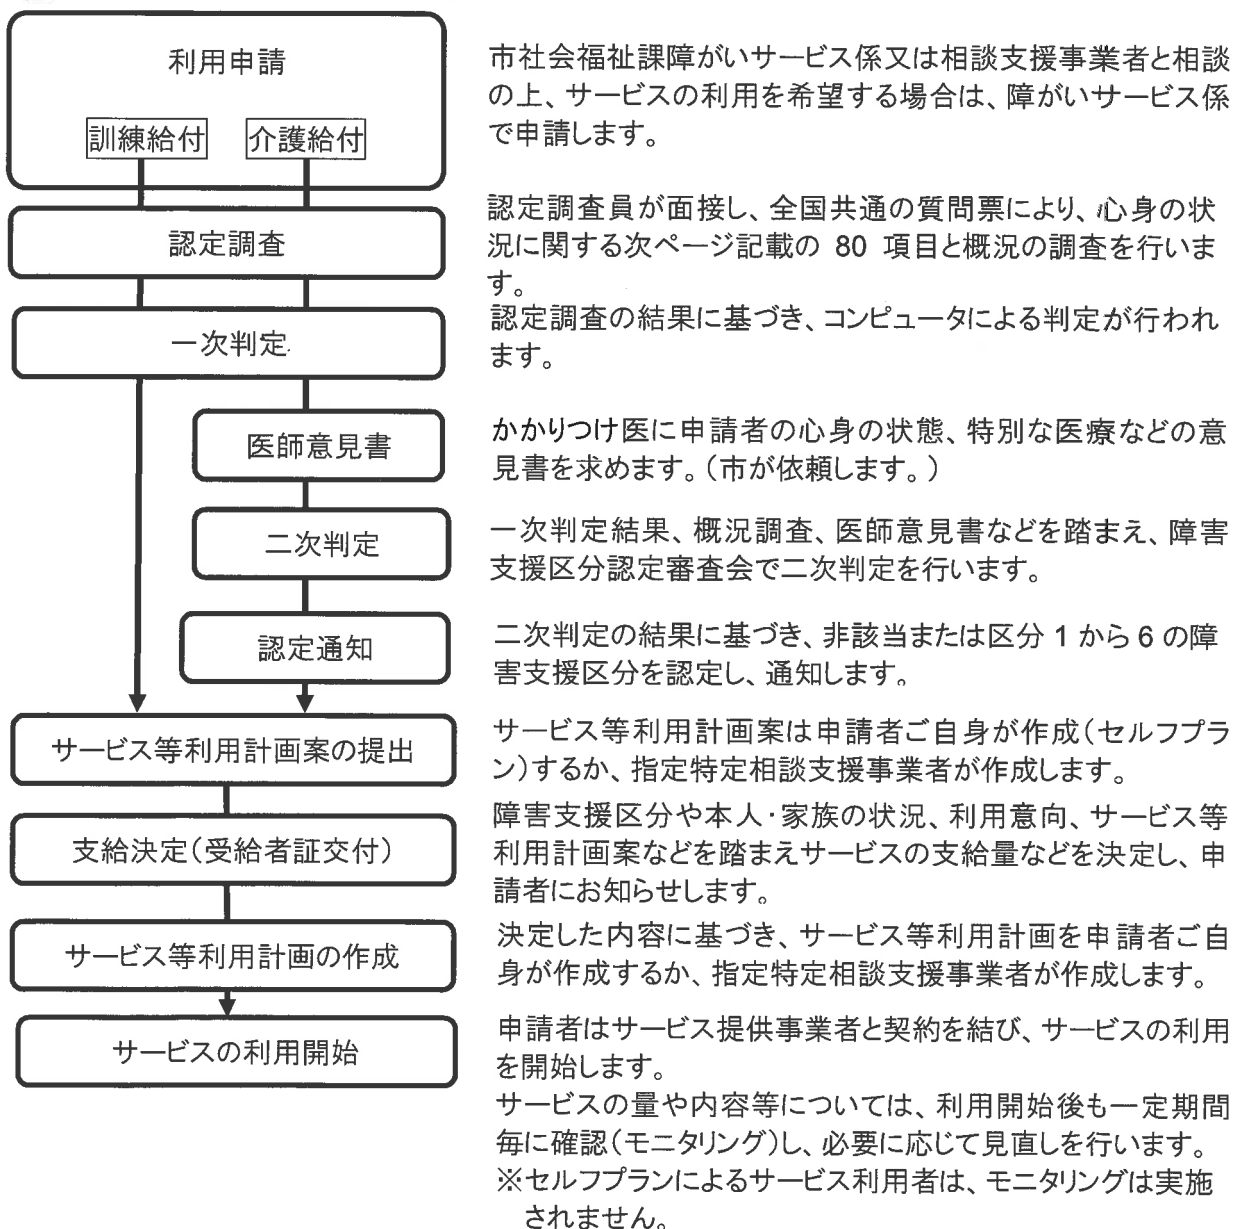 利用申請
訓練給付 介護給付
市社会福祉課障がいサービス係又は相談支援事業者と相談
の上、サービスの利用を希望する場合は、障がいサービス係
で申請します。
認定調査
認定調査員が面接し、全国共通の質問票により、心身の状
況に関する次ページ記載の 80 項目と概況の調査を行いま
す。
一次判定
認定調査の結果に基づき、コンピュータによる判定が行われ
ます。
医師意見書
かかりつけ医に申請者の心身の状態、特別な医療などの意
見書を求めます。（市が依頼します。）
二次判定
一次判定結果、概況調査、医師意見書などを踏まえ、障害
支援区分認定審査会で二次判定を行います。
認定通知
二次判定の結果に基づき、非該当または区分 1 から 6 の障
害支援区分を認定し、通知します。
サービス等利用計画案の提出
サービス等利用計画案は申請者ご自身が作成（セルフプラ
ン）するか、指定特定相談支援事業者が作成します。
支給決定（受給者証交付）
障害支援区分や本人・家族の状況、利用意向、サービス等
利用計画案などを踏まえサービスの支給量などを決定し、申
請者にお知らせします。
サービス等利用計画の作成
決定した内容に基づき、サービス等利用計画を申請者ご自
身が作成するか、指定特定相談支援事業者が作成します。
サービスの利用開始
申請者はサービス提供事業者と契約を結び、サービスの利用
を開始します。
サービスの量や内容等については、利用開始後も一定期間
毎に確認（モニタリング）し、必要に応じて見直しを行います。
※セルフプランによるサービス利用者は、モニタリングは実施
されません。